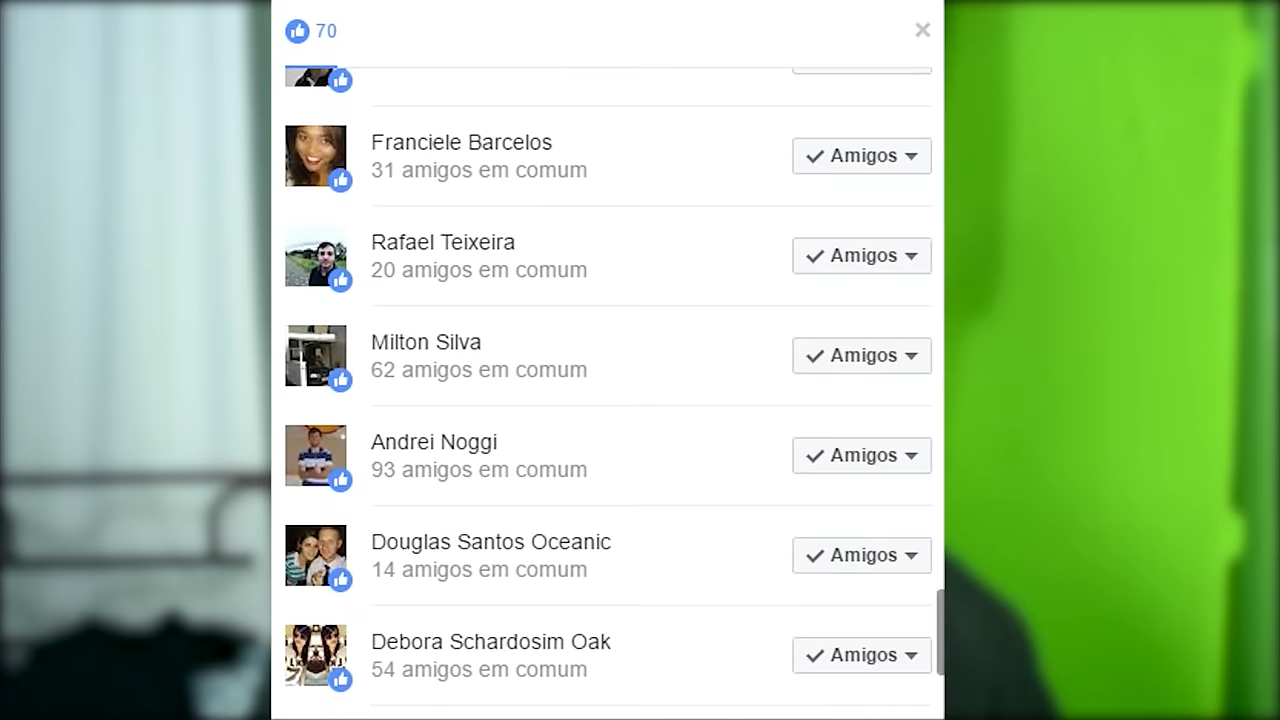 70
Franciele Barcelos
31 amigos em comum
Amigos
Rafael Teixeira
20 amigos em comum
Amigos
Milton Silva
62 amigos em comum
Amigos
Andrei Noggi
93 amigos em comum
Amigos
Douglas Santos Oceanic
14 amigos em comum
Amigos
Debora Schardosim Oak
54 amigos em comum
Amigos